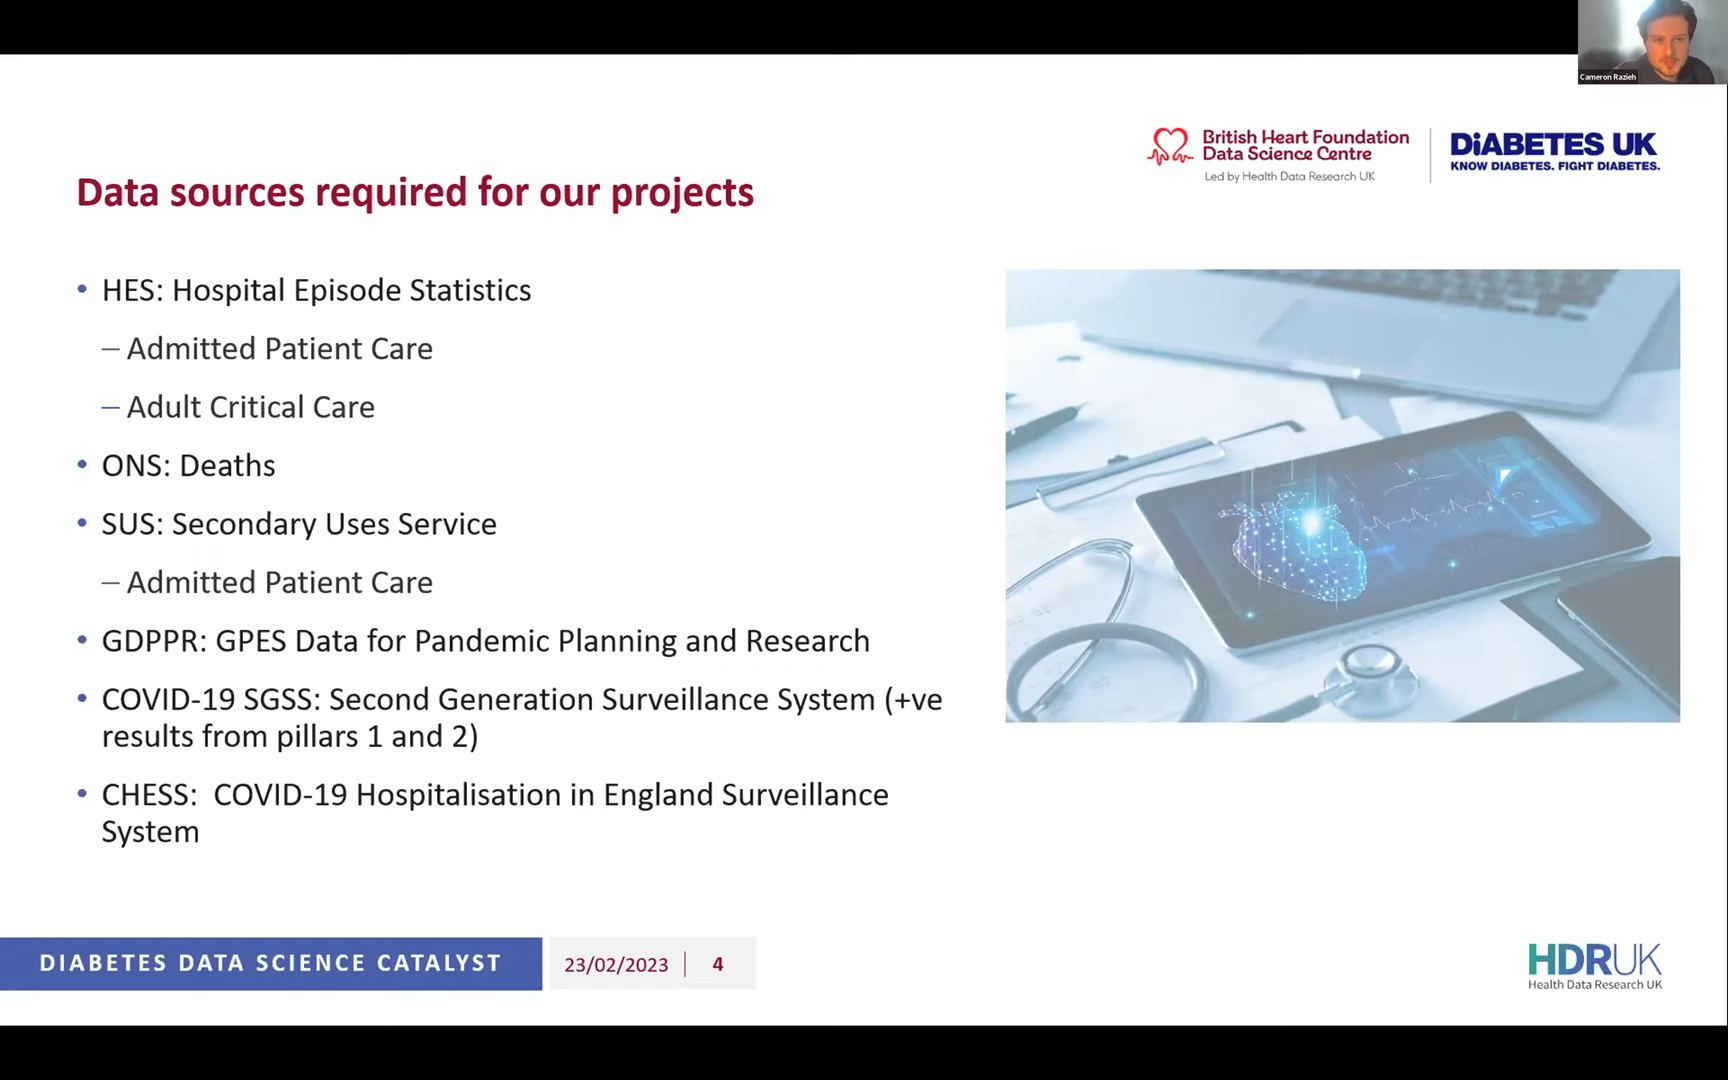 Cameron Razieh
British Heart Foundation
Data Science Centre
Led by Health Data Research UK
DiABETES UK
KNOW DIABETES. FIGHT DIABETES.
Data sources required for our projects
• HES: Hospital Episode Statistics
– Admitted Patient Care
– Adult Critical Care
• ONS: Deaths
• SUS: Secondary Uses Service
– Admitted Patient Care
• GDPPR: GPES Data for Pandemic Planning and Research
• COVID-19 SGSS: Second Generation Surveillance System (+ve
results from pillars 1 and 2)
• CHESS: COVID-19 Hospitalisation in England Surveillance
System
DIABETES DATA SCIENCE CATALYST
23/02/2023 | 4
HDRUK
Health Data Research UK